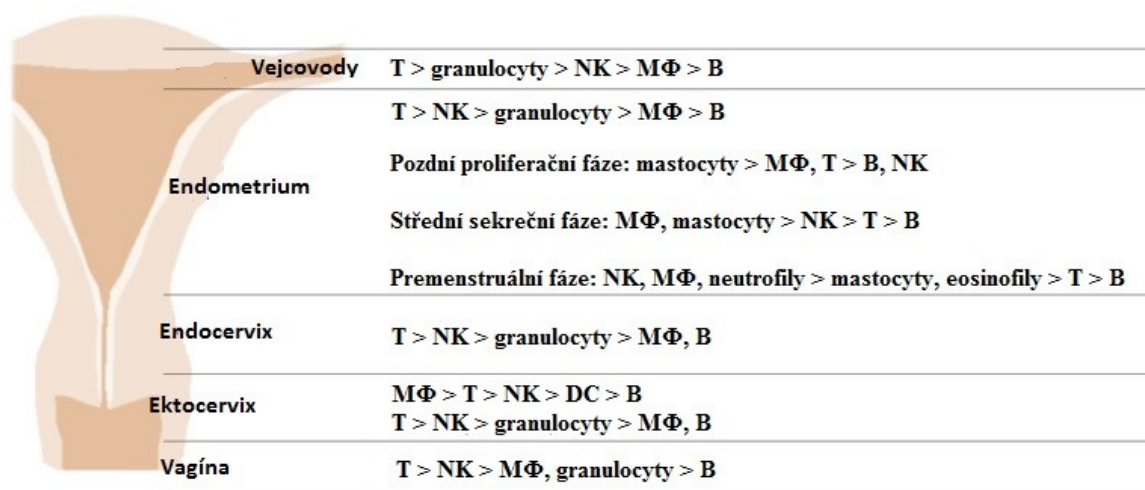 Vejcovody T > granulocyty > NK > MΦ > B
T > NK > granulocyty > MΦ > B
Pozdní proliferační fáze: mastocyty > MΦ, T > B, NK
Endometrium
Střední sekreční fáze: MΦ, mastocyty > NK > T > B
Premenstruální fáze: NK, MΦ, neutrofily > mastocyty, eosinofily > T > B
Endocervix T > NK > granulocyty > MΦ, B
Ektocervix MΦ > T > NK > DC > B
T > NK > granulocyty > MΦ, B
Vagína T > NK > MΦ, granulocyty > B